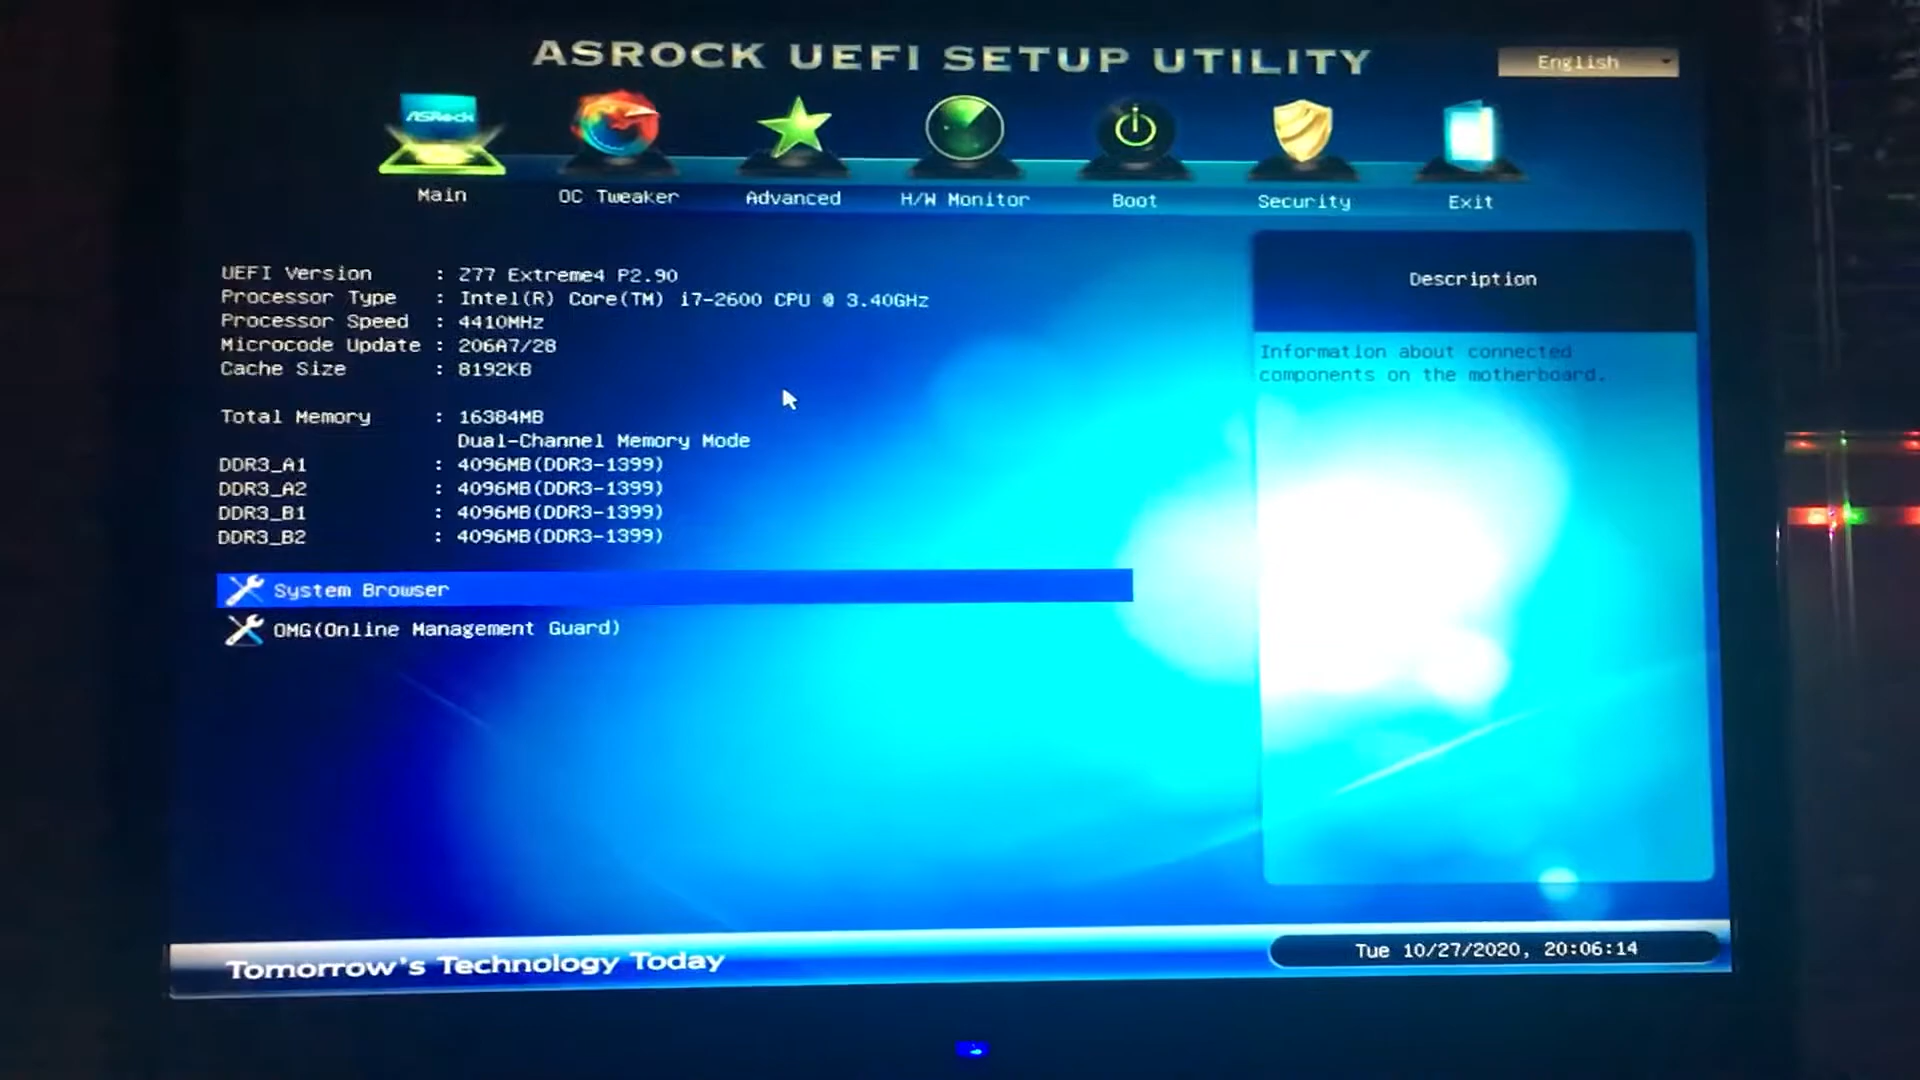 ASROCK UEFI SETUP UTILITY
English
ASRock
Main OC Tweaker Advanced H/W Monitor Boot Security Exit
UEFI Version : Z77 Extreme4 P2.90
Processor Type : Intel(R) Core(TM) i7-2600 CPU @ 3.40GHz
Processor Speed : 4410MHz
Microcode Update : 206A7/28
Cache Size : 8192KB
Total Memory : 16384MB
Dual-Channel Memory Mode
DDR3_A1 : 4096MB(DDR3-1399)
DDR3_A2 : 4096MB(DDR3-1399)
DDR3_B1 : 4096MB(DDR3-1399)
DDR3_B2 : 4096MB(DDR3-1399)
System Browser
OMG(Online Management Guard)
Description
Information about connected
components on the motherboard.
Tomorrow's Technology Today
Tue 10/27/2020, 20:06:14